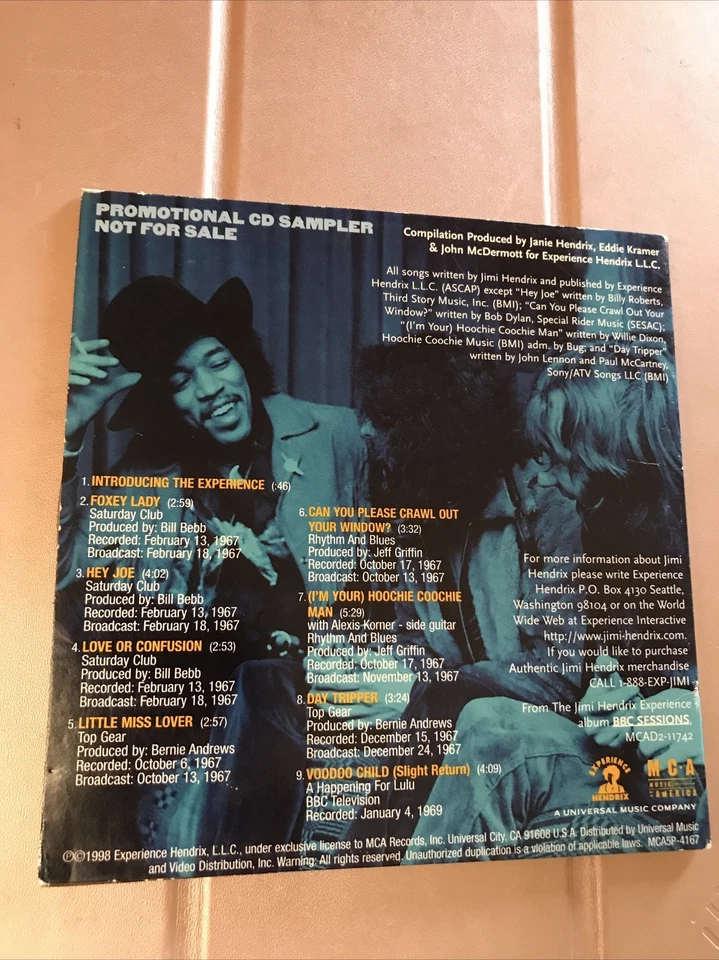 PROMOTIONAL CD SAMPLER
NOT FOR SALE
Compilation Produced by Janie Hendrix, Eddie Kramer
& John McDermott for Experience Hendrix L.L.C.
All songs written by Jimi Hendrix and published by Experience
Hendrix L.L.C. (ASCAP) except "Hey Joe" written by Billy Roberts,
Third Story Music, Inc. (BMI); "Can You Please Crawl Out Your
Window?" written by Bob Dylan, Special Rider Music (SESAC);
"(I'm Your) Hoochie Coochie Man" written by Willie Dixon,
Hoochie Coochie Music (BMI) adm. by Bug; and "Day Tripper"
written by John Lennon and Paul McCartney,
Sony/ATV Songs LLC (BMI)
1. INTRODUCING THE EXPERIENCE (:46)
2. FOXEY LADY (2:59)
Saturday Club
Produced by: Bill Bebb
Recorded: February 13, 1967
Broadcast: February 18, 1967
3. HEY JOE (4:02)
Saturday Club
Produced by: Bill Bebb
Recorded: February 13, 1967
Broadcast: February 18, 1967
4. LOVE OR CONFUSION (2:53)
Saturday Club
Produced by: Bill Bebb
Recorded: February 13, 1967
Broadcast: February 18, 1967
5. LITTLE MISS LOVER (2:57)
Top Gear
Produced by: Bernie Andrews
Recorded: October 6, 1967
Broadcast: October 13, 1967
6. CAN YOU PLEASE CRAWL OUT
YOUR WINDOW? (3:32)
Rhythm And Blues
Produced by: Jeff Griffin
Recorded: October 17, 1967
Broadcast: October 13, 1967
7. (I'M YOUR) HOOCHIE COOCHIE
MAN (5:29)
with Alexis Korner - side guitar
Rhythm And Blues
Produced by: Jeff Griffin
Recorded: October 17, 1967
Broadcast: November 13, 1967
8. DAY TRIPPER (3:24)
Top Gear
Produced by: Bernie Andrews
Recorded: December 15, 1967
Broadcast: December 24, 1967
9. VOODOO CHILD (Slight Return) (4:09)
A Happening For Lulu
BBC Television
Recorded: January 4, 1969
For more information about Jimi
Hendrix please write Experience
Hendrix P.O. Box 4130 Seattle,
Washington 98104 or on the World
Wide Web at Experience Interactive
http://www.jimi-hendrix.com.
If you would like to purchase
Authentic Jimi Hendrix merchandise
CALL 1-888-EXP-JIMI
From The Jimi Hendrix Experience
album BBC SESSIONS.
MCAD2-11742
EXPERIENCE
HENDRIX
MCA
MUSIC
AMERICA
A UNIVERSAL MUSIC COMPANY
℗©1998 Experience Hendrix, L.L.C., under exclusive license to MCA Records, Inc. Universal City, CA 91608 U.S.A. Distributed by Universal Music
and Video Distribution, Inc. Warning: All rights reserved. Unauthorized duplication is a violation of applicable laws. MCA5P-4167